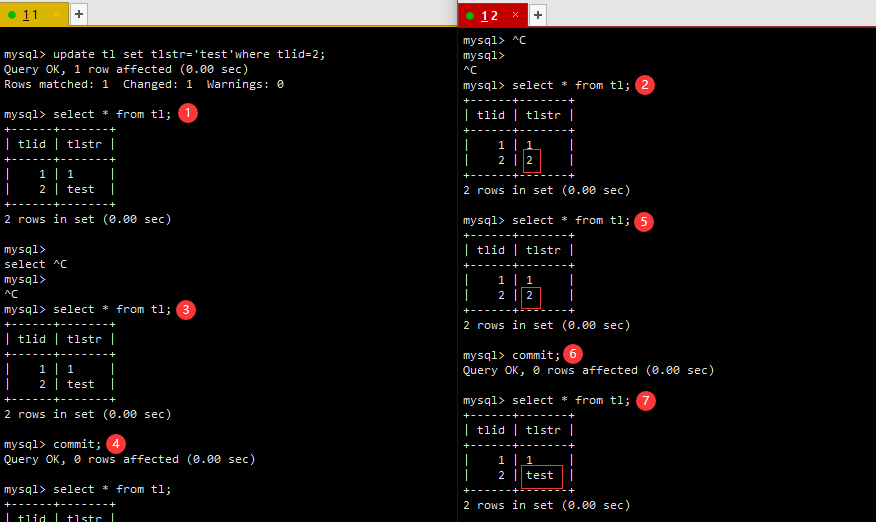 1 1 × +
mysql> update tl set tlstr='test'where tlid=2;
Query OK, 1 row affected (0.00 sec)
Rows matched: 1  Changed: 1  Warnings: 0
mysql> select * from tl; 1
+------+-------+
| tlid | tlstr |
+------+-------+
|    1 | 1     |
|    2 | test  |
+------+-------+
2 rows in set (0.00 sec)
mysql>
select ^C
mysql>
^C
mysql> select * from tl; 3
+------+-------+
| tlid | tlstr |
+------+-------+
|    1 | 1     |
|    2 | test  |
+------+-------+
2 rows in set (0.00 sec)
mysql> commit; 4
Query OK, 0 rows affected (0.00 sec)
mysql> select * from tl;
+------+-------+
| tlid | tlstr |
1 2 × +
mysql> ^C
mysql>
^C
mysql> select * from tl; 2
+------+-------+
| tlid | tlstr |
+------+-------+
|    1 | 1     |
|    2 | 2     |
+------+-------+
2 rows in set (0.00 sec)
mysql> select * from tl; 5
+------+-------+
| tlid | tlstr |
+------+-------+
|    1 | 1     |
|    2 | 2     |
+------+-------+
2 rows in set (0.00 sec)
mysql> commit; 6
Query OK, 0 rows affected (0.00 sec)
mysql> select * from tl; 7
+------+-------+
| tlid | tlstr |
+------+-------+
|    1 | 1     |
|    2 | test  |
+------+-------+
2 rows in set (0.00 sec)